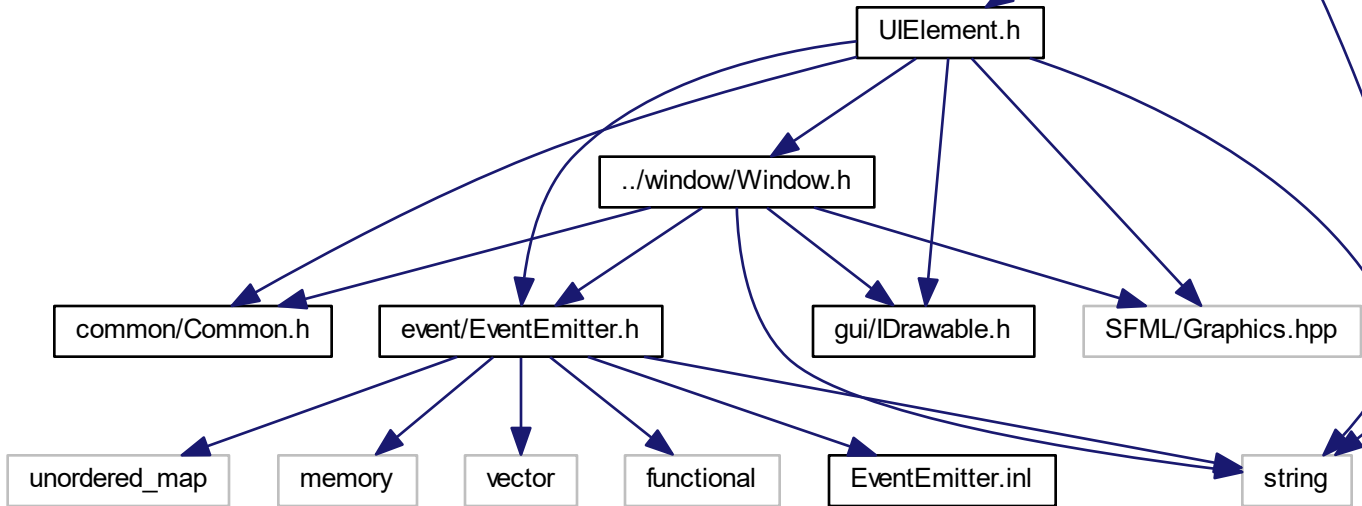 UIElement.h
../window/Window.h
common/Common.h
event/EventEmitter.h
gui/IDrawable.h
SFML/Graphics.hpp
unordered_map
memory
vector
functional
EventEmitter.inl
string